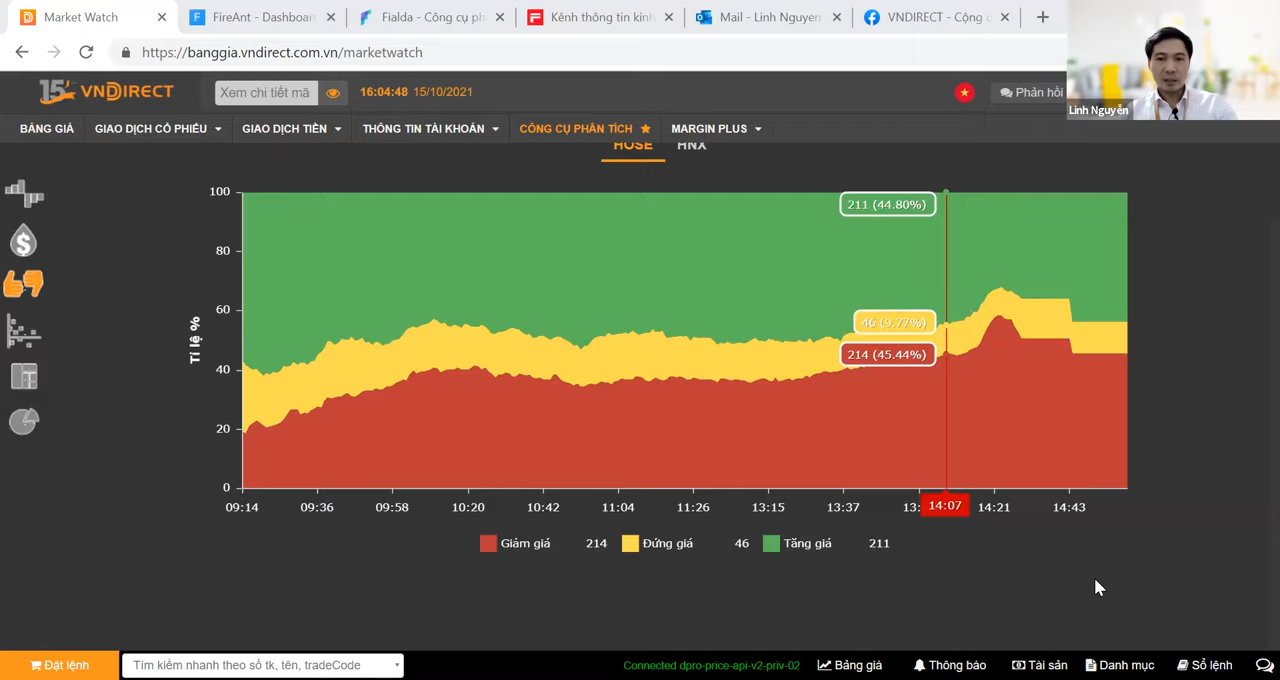 Market Watch
FireAnt - Dashboar
Fialda - Công cụ ph
Kênh thông tin kinh
Mail - Linh Nguyen
VNDIRECT - Cộng đ
https://banggia.vndirect.com.vn/marketwatch
15 VNDIRECT
Xem chi tiết mã
16:04:48 15/10/2021
Phản hồi
Linh Nguyễn
BẢNG GIÁ
GIAO DỊCH CỔ PHIẾU
GIAO DỊCH TIỀN
THÔNG TIN TÀI KHOẢN
CÔNG CỤ PHÂN TÍCH
MARGIN PLUS
HOSE HNX
100
80
60
40
20
0
Tỉ lệ %
211 (44.80%)
46 (9.77%)
214 (45.44%)
09:14 09:36 09:58 10:20 10:42 11:04 11:26 13:15 13:37 13: 14:07 14:21 14:43
Giảm giá 214 Đứng giá 46 Tăng giá 211
Đặt lệnh
Tìm kiếm nhanh theo số tk, tên, tradeCode
Connected dpro-price-api-v2-priv-02
Bảng giá
Thông báo
Tài sản
Danh mục
Sổ lệnh